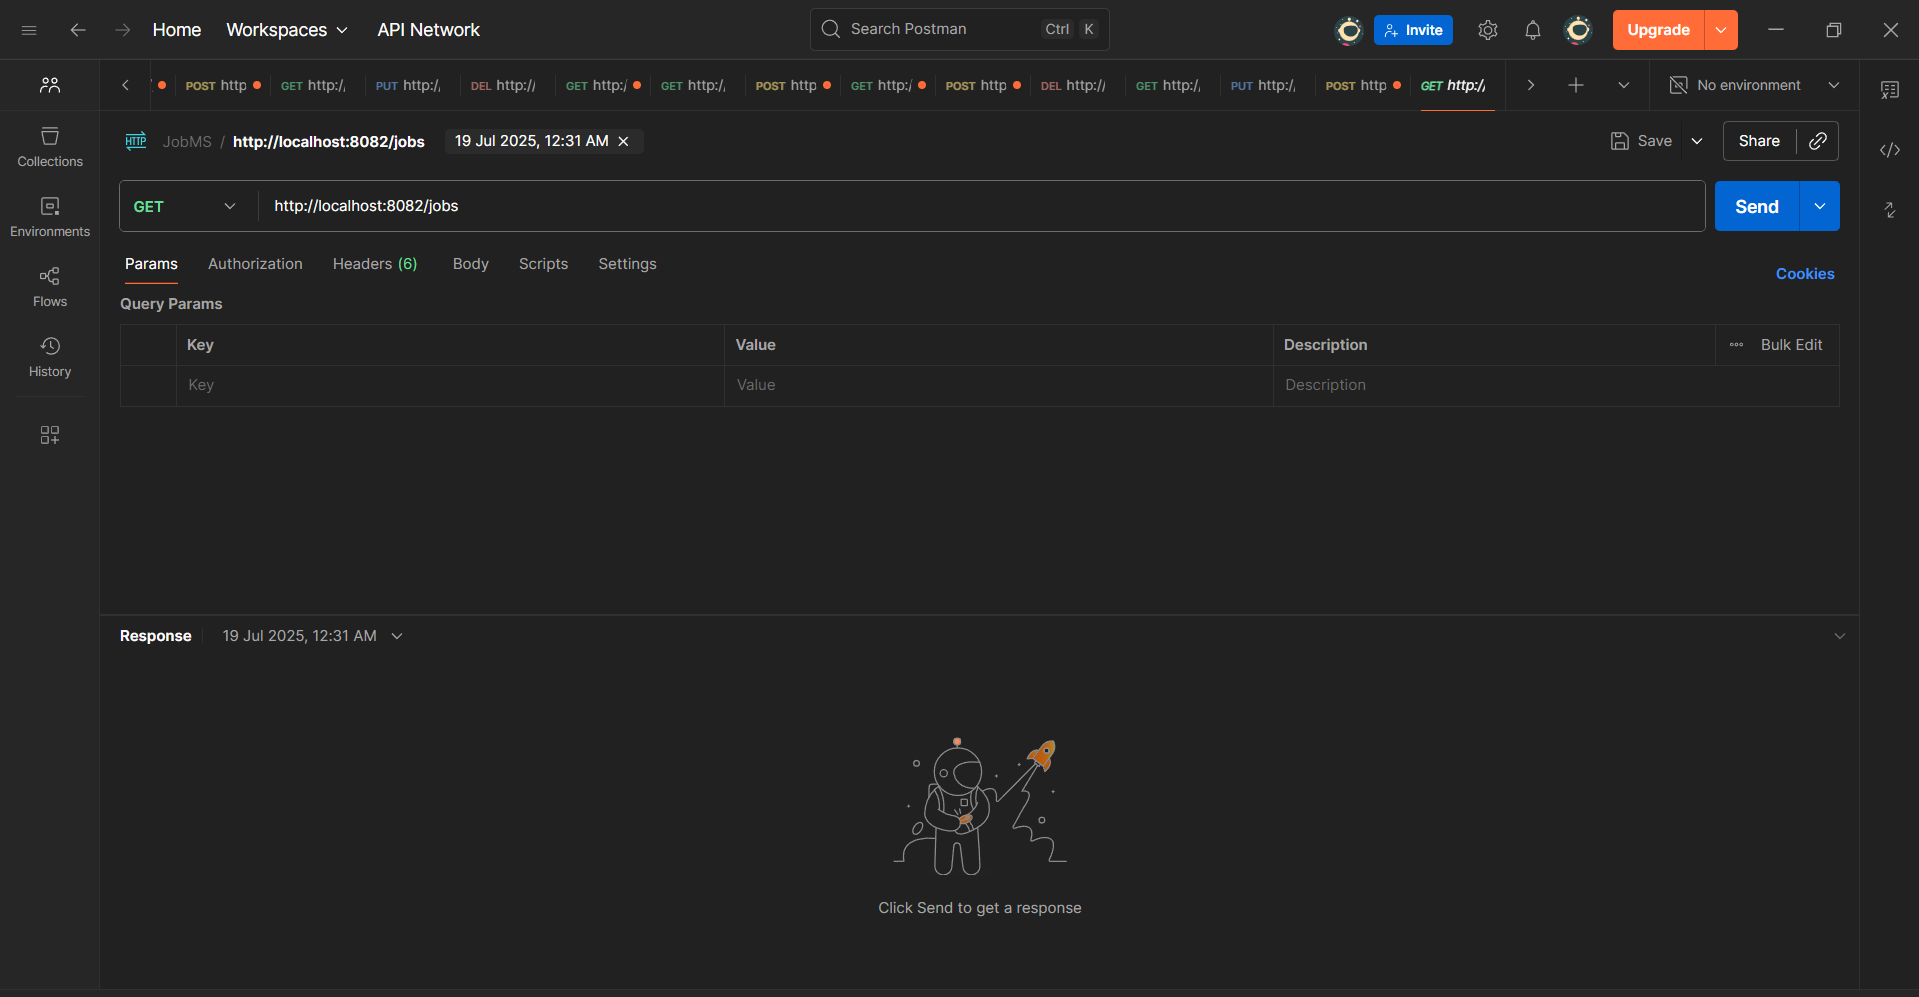 Home Workspaces API Network Search Postman Ctrl K Invite Upgrade
POST http GET http:/ PUT http:/ DEL http:/ GET http:/ GET http:/ POST http GET http:/ POST http DEL http:/ GET http:/ PUT http:/ POST http GET http:/ No environment
HTTP JobMS / http://localhost:8082/jobs 19 Jul 2025, 12:31 AM Save Share
Collections
GET http://localhost:8082/jobs Send
Environments
Params Authorization Headers (6) Body Scripts Settings Cookies
Flows
Query Params
Key Value Description Bulk Edit
History
Key Value Description
Response 19 Jul 2025, 12:31 AM
Click Send to get a response